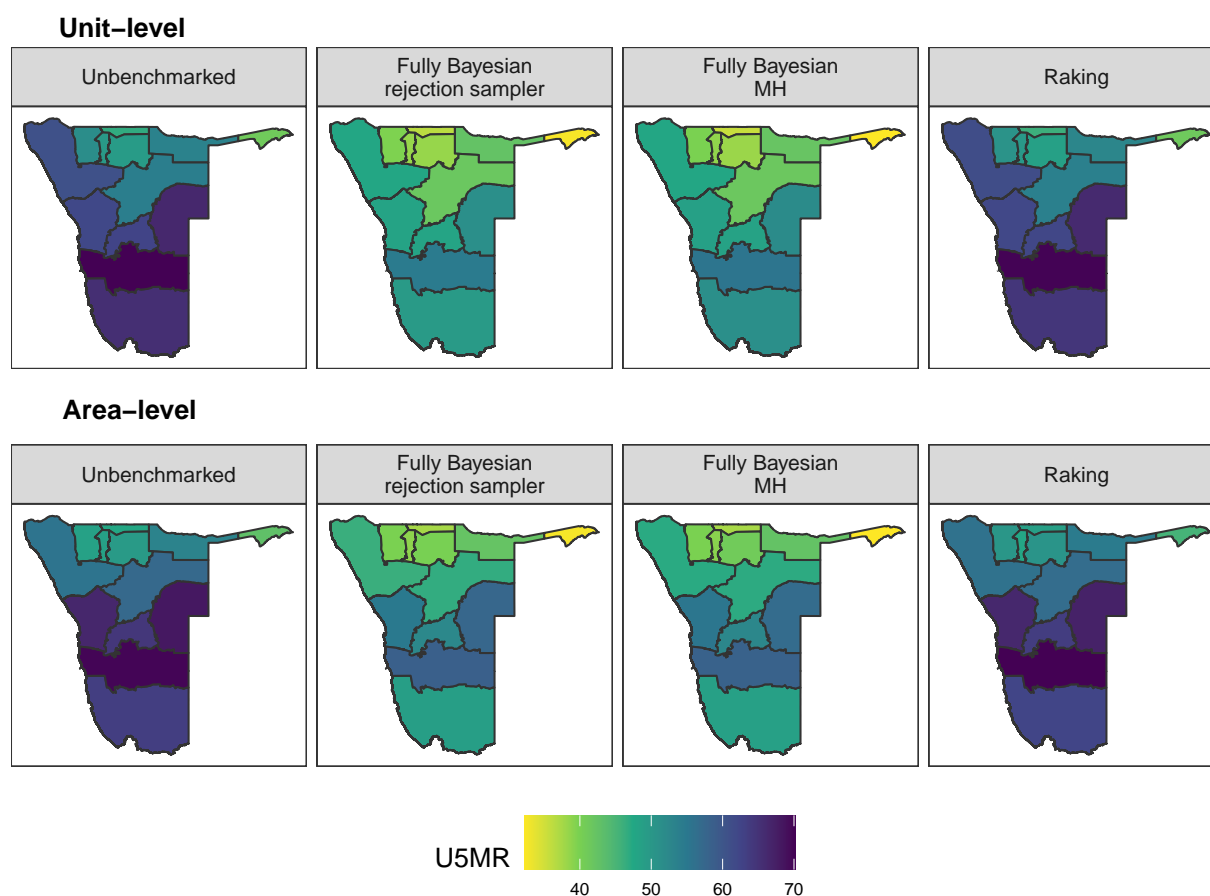 Unit−level
Unbenchmarked
Fully Bayesian
rejection sampler
Fully Bayesian
MH
Raking
Area−level
Unbenchmarked
Fully Bayesian
rejection sampler
Fully Bayesian
MH
Raking
U5MR
40 50 60 70